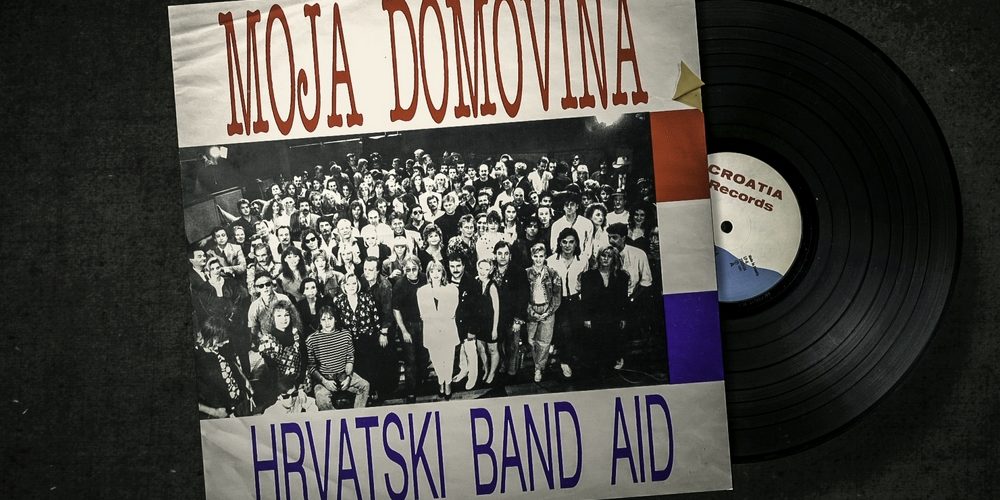 MOJA DOMOVINA
CROATIA
Records
HRVATSKI BAND AID